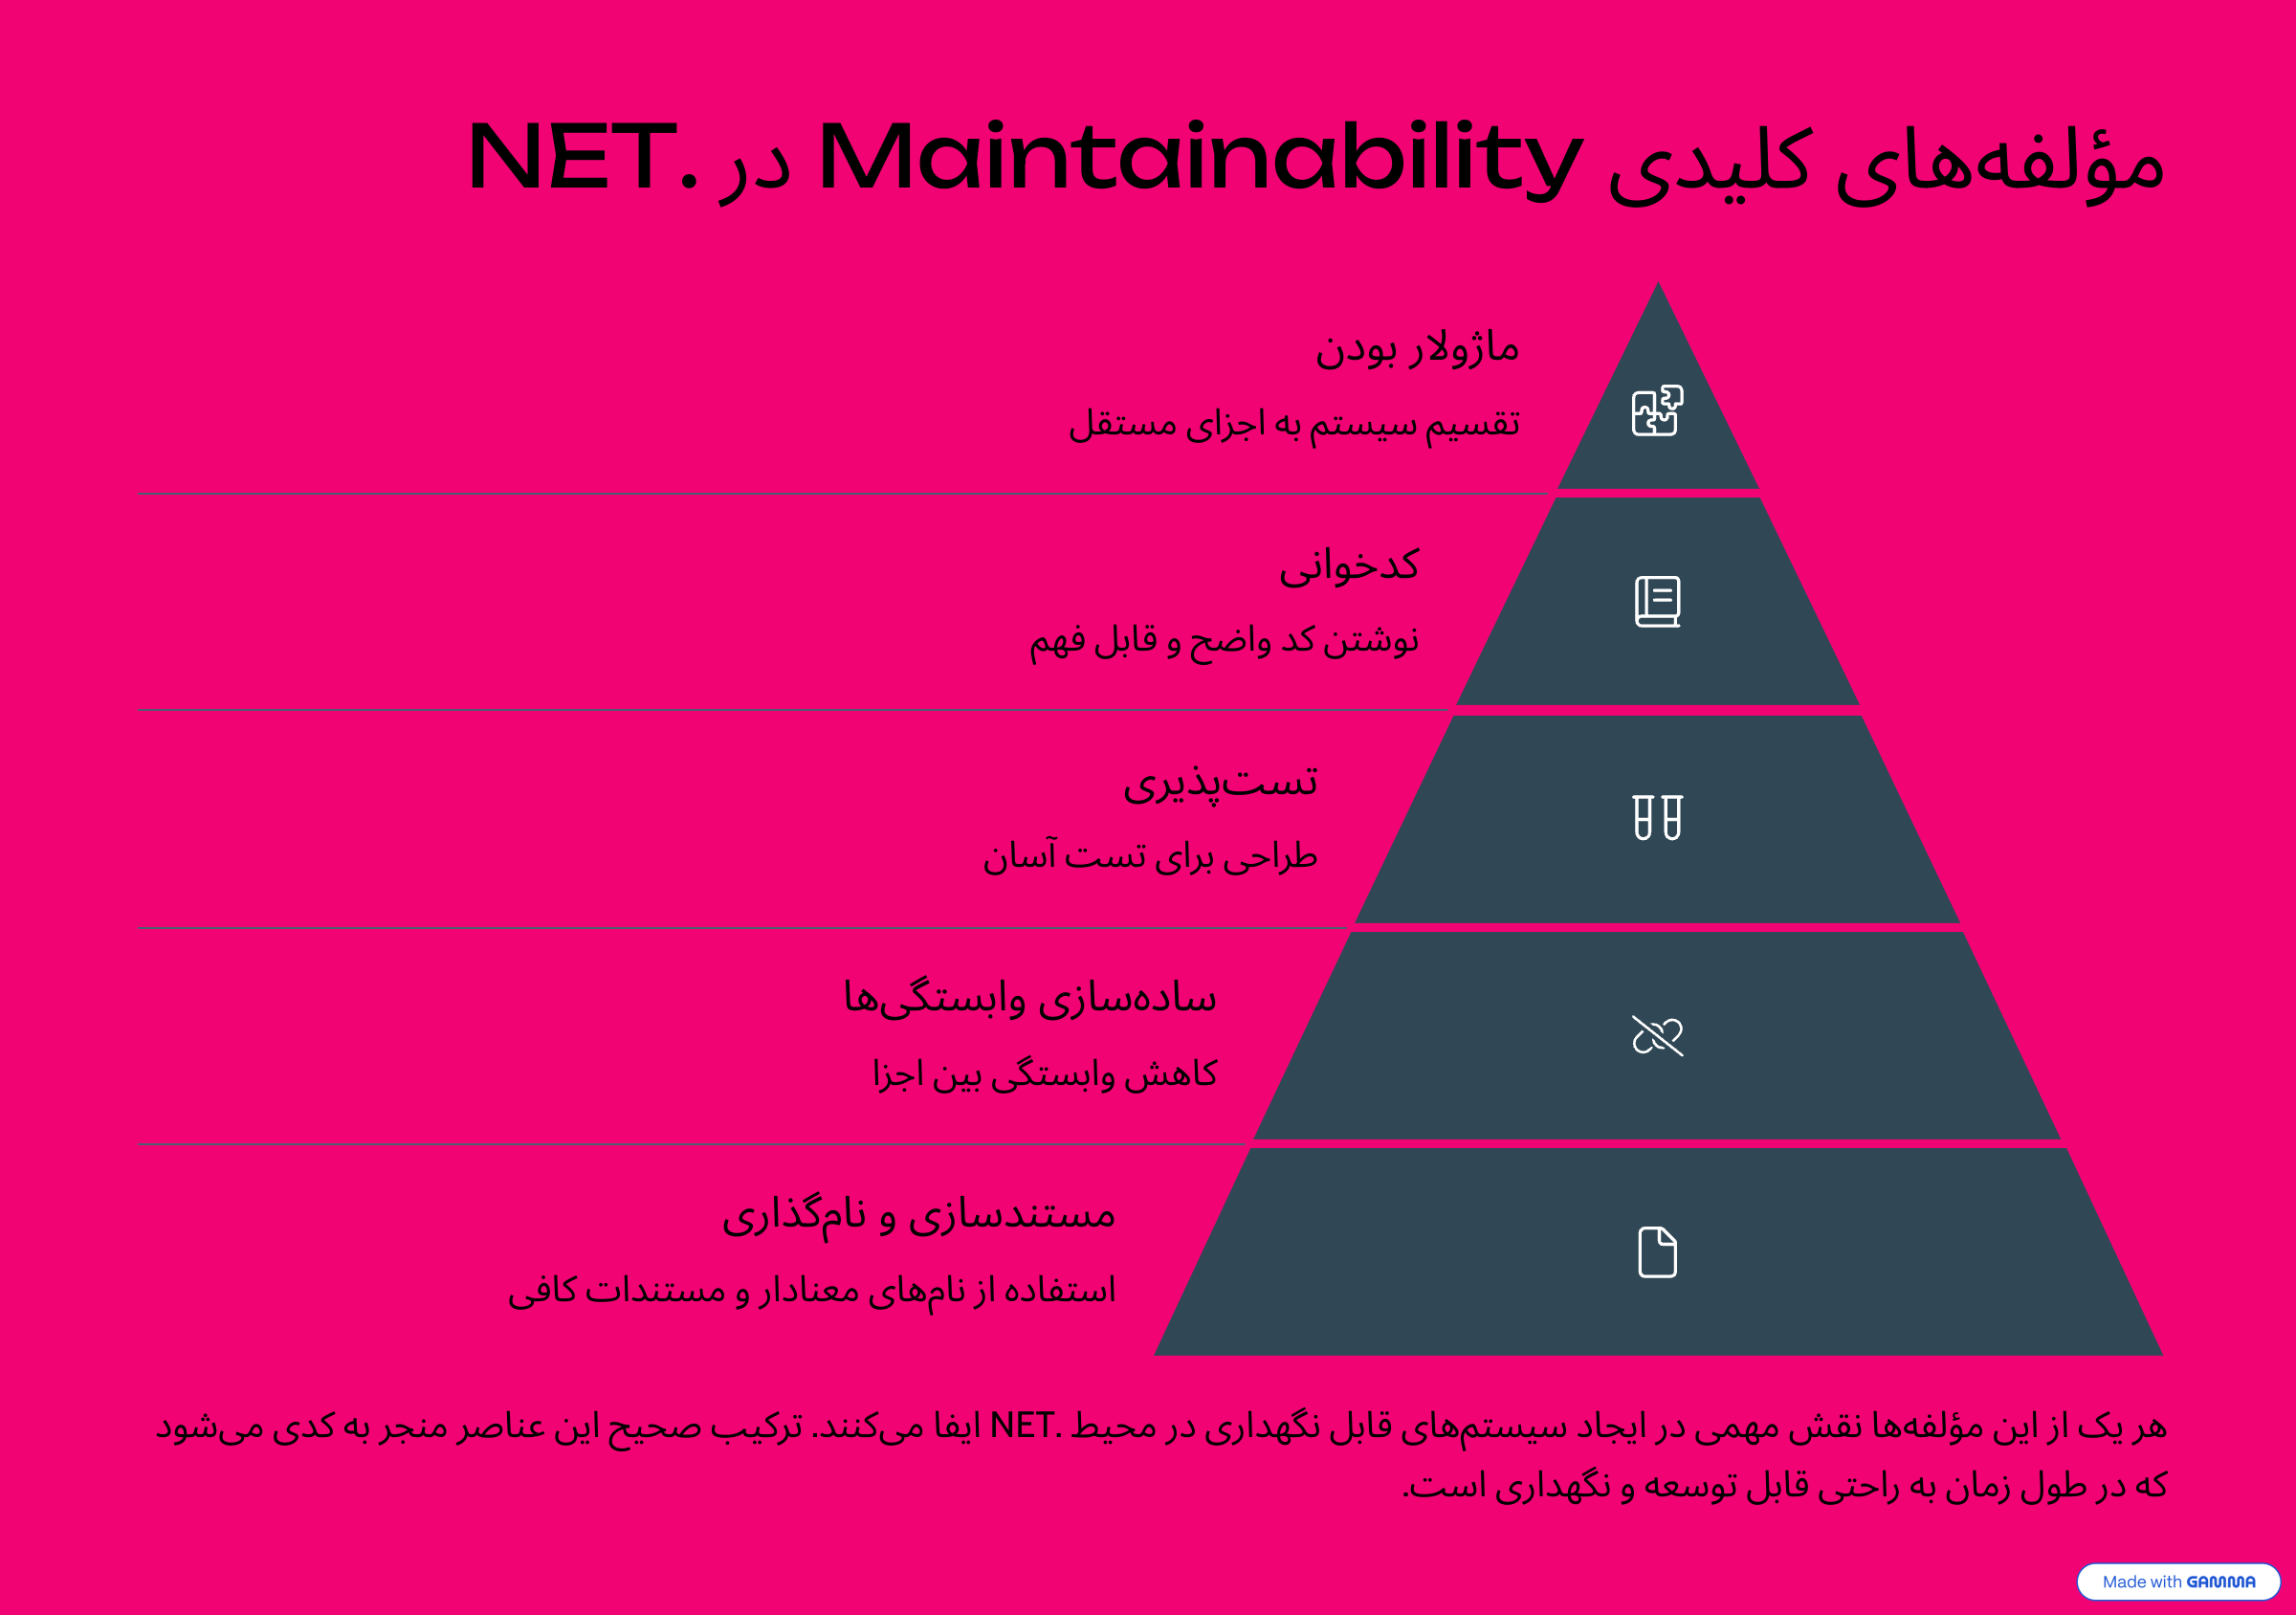 مؤلفه‌های کلیدی Maintainability در .NET
ماژولار بودن
تقسیم سیستم به اجزای مستقل
کدخوانی
نوشتن کد واضح و قابل فهم
تست‌پذیری
طراحی برای تست آسان
ساده‌سازی وابستگی‌ها
کاهش وابستگی بین اجزا
مستندسازی و نام‌گذاری
استفاده از نام‌های معنادار و مستندات کافی
هر یک از این مؤلفه‌ها نقش مهمی در ایجاد سیستم‌های قابل نگهداری در محیط .NET ایفا می‌کنند. ترکیب صحیح این عناصر منجر به کدی می‌شود
که در طول زمان به راحتی قابل توسعه و نگهداری است.
Made with GAMMA